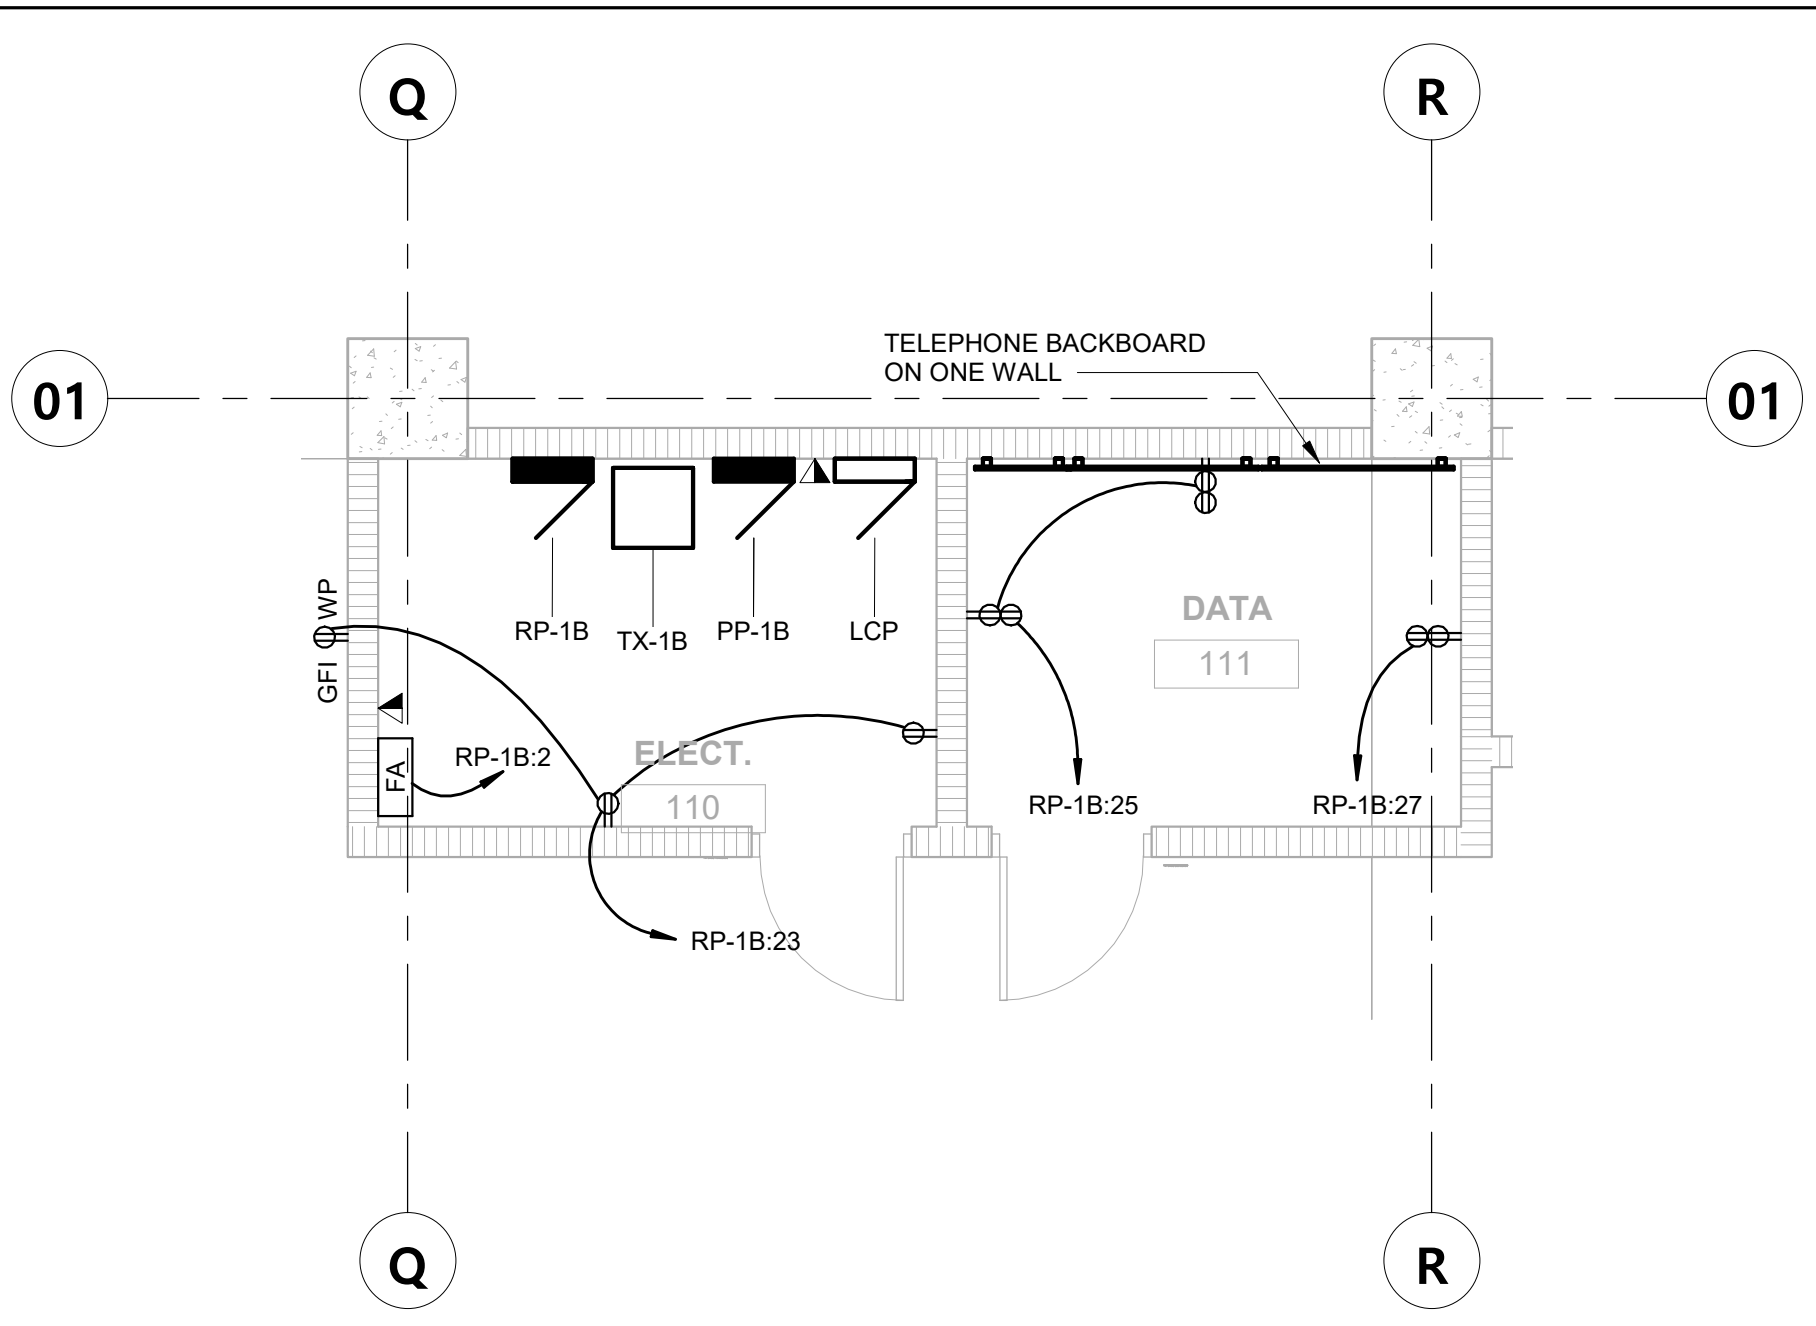 Q
R
TELEPHONE BACKBOARD
ON ONE WALL
01
01
RP-1B
TX-1B
PP-1B
LCP
DATA
111
WP
GFI
FA
RP-1B:2
ELECT.
110
RP-1B:25
RP-1B:27
RP-1B:23
Q
R